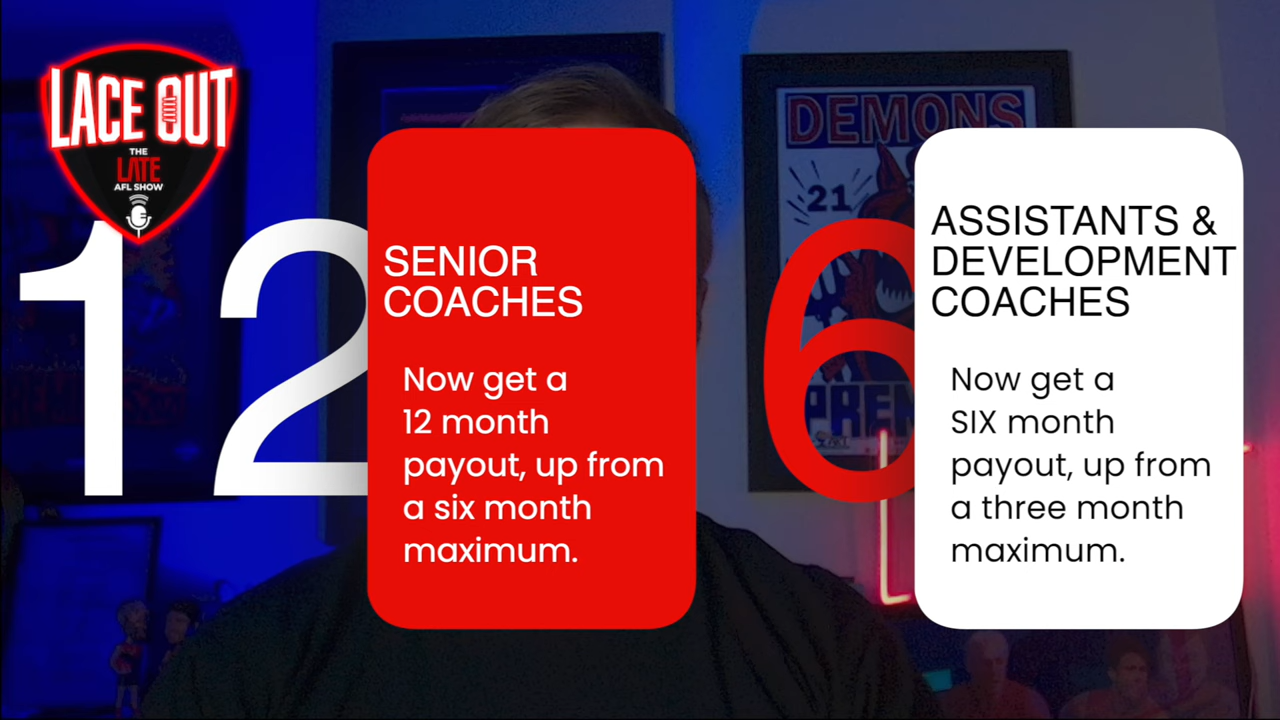 LACE OUT
THE
LATE
AFL SHOW
12
SENIOR
COACHES
Now get a
12 month
payout, up from
a six month
maximum.
DEMONS
21
PREM
6
ASSISTANTS &
DEVELOPMENT
COACHES
Now get a
SIX month
payout, up from
a three month
maximum.